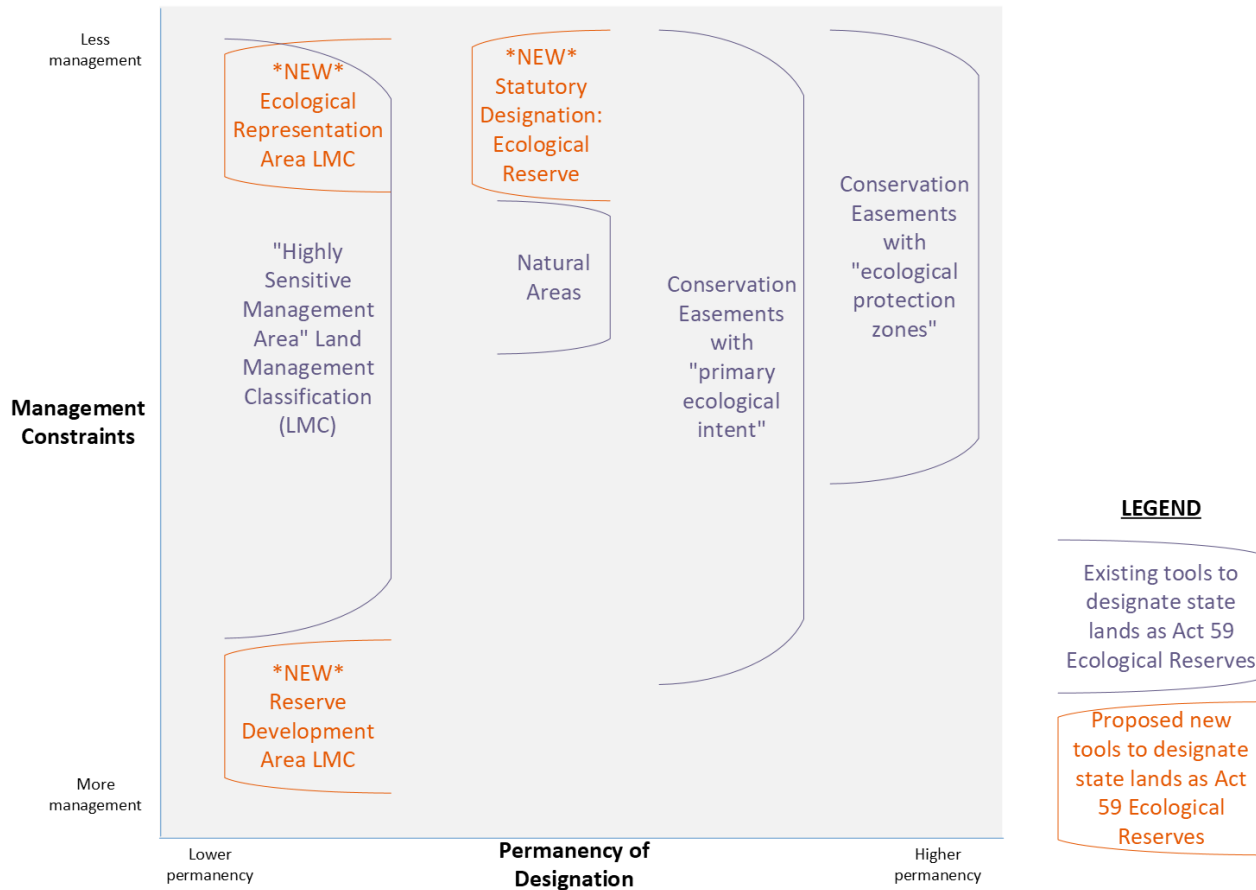 Less
management
*NEW*
Ecological
Representation
Area LMC
*NEW*
Statutory
Designation:
Ecological
Reserve
"Highly
Sensitive
Management
Area" Land
Management
Classification
(LMC)
Natural
Areas
Conservation
Easements
with
"primary
ecological
intent"
Conservation
Easements
with
"ecological
protection
zones"
Management
Constraints
*NEW*
Reserve
Development
Area LMC
More
management
Lower
permanency
Permanency of
Designation
Higher
permanency
LEGEND
Existing tools to
designate state
lands as Act 59
Ecological Reserves
Proposed new
tools to designate
state lands as Act
59 Ecological
Reserves